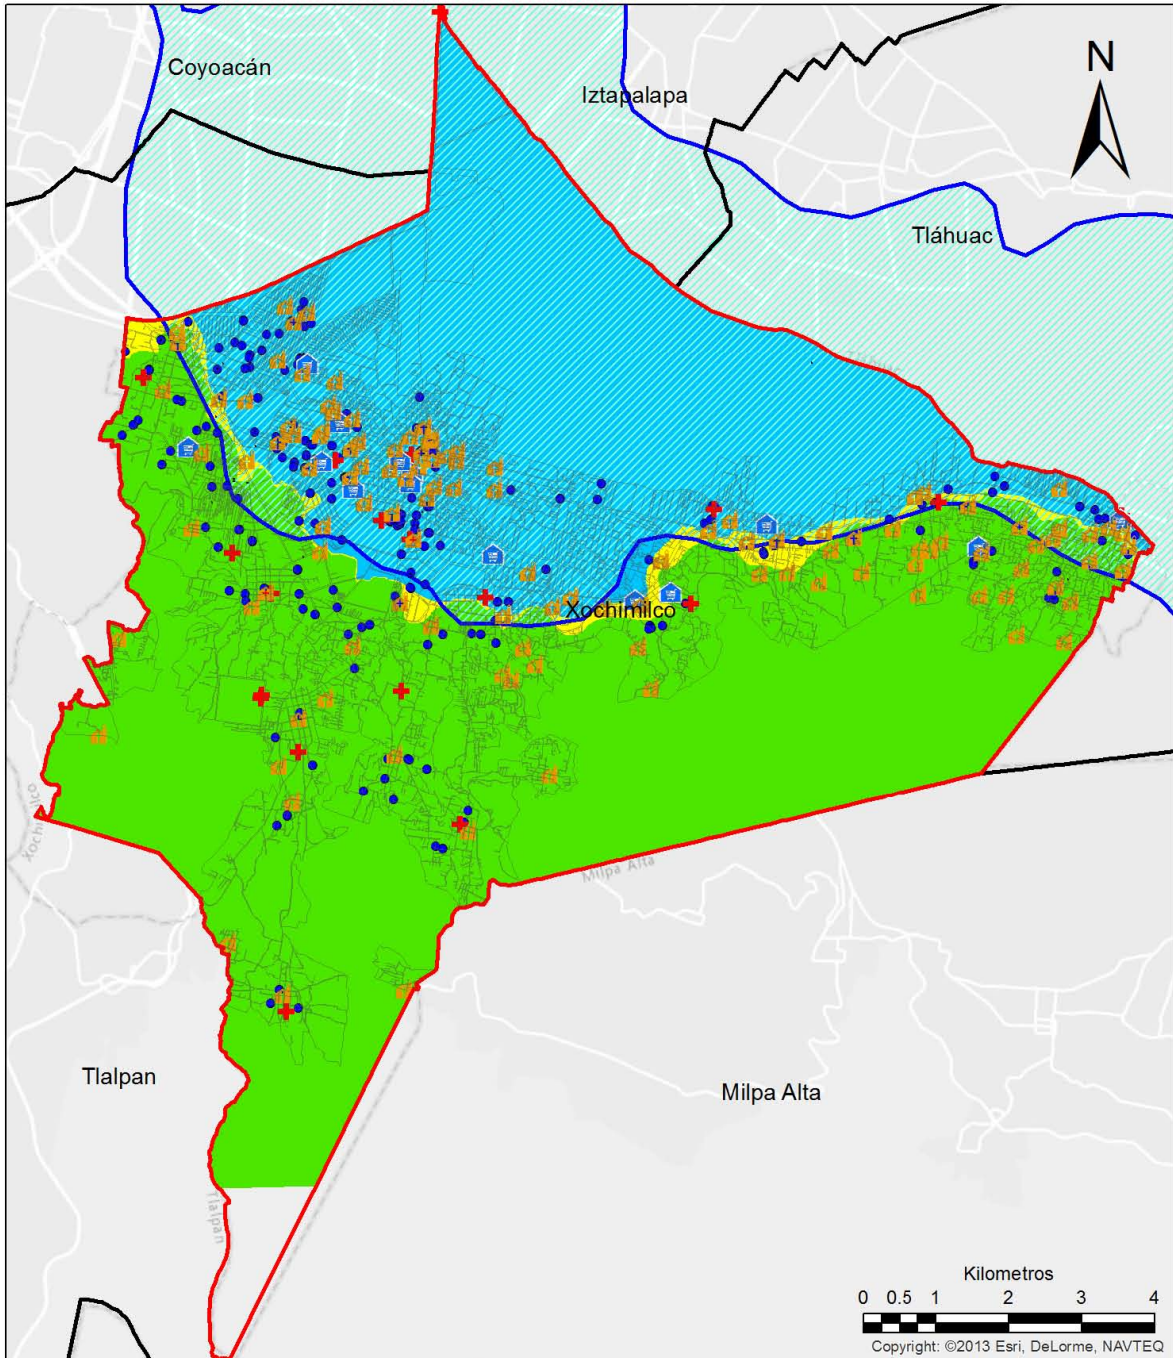 Coyoacán
N
Iztapalapa
Tláhuac
Xochimilco
Xochimilco
Milpa Alta
Tlalpan
Milpa Alta
Tlalpan
Kilometros
0 0.5 1 2 3 4
Copyright: ©2013 Esri, DeLorme, NAVTEQ